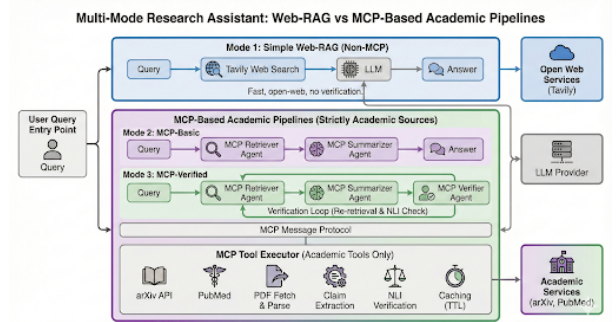 Multi-Mode Research Assistant: Web-RAG vs MCP-Based Academic Pipelines
User Query
Entry Point
Query
Mode 1: Simple Web-RAG (Non-MCP)
Query
Tavily Web Search
LLM
Answer
Fast, open-web, no verification.
Open Web
Services
(Tavily)
MCP-Based Academic Pipelines (Strictly Academic Sources)
Mode 2: MCP-Basic
Query
MCP Retriever
Agent
MCP Summarizer
Agent
Answer
Mode 3: MCP-Verified
Query
MCP Retriever
Agent
MCP Summarizer
Agent
MCP Verifier
Agent
Verification Loop (Re-retrieval & NLI Check)
MCP Message Protocol
LLM Provider
MCP Tool Executor (Academic Tools Only)
arXiv API
PubMed
PDF Fetch
& Parse
Claim
Extraction
NLI
Verification
Caching
(TTL)
Academic
Services
(arXiv, PubMed)